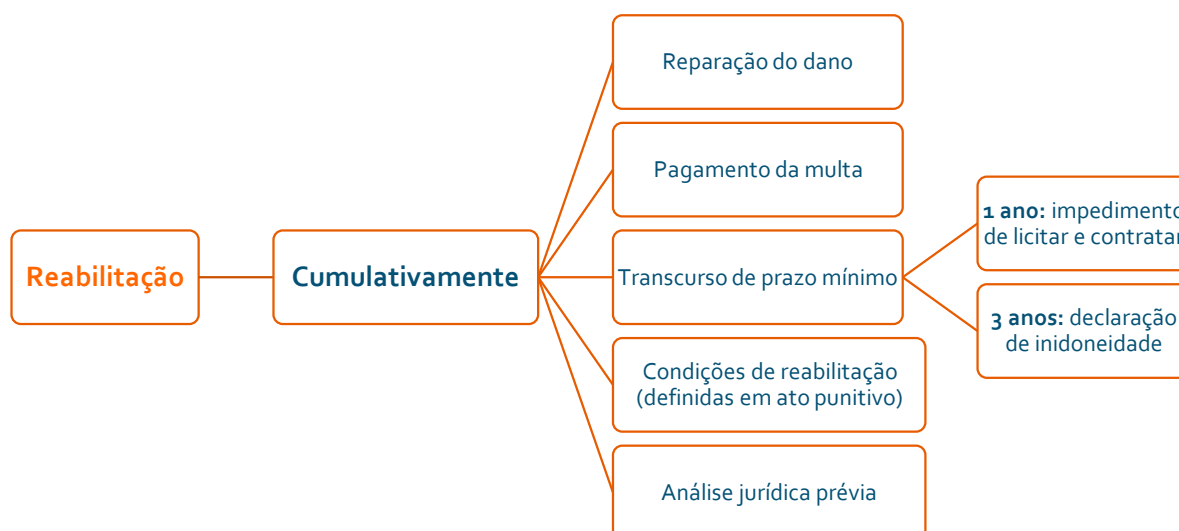 Reabilitação
Cumulativamente
Reparação do dano
Pagamento da multa
Transcurso de prazo mínimo
1 ano: impedimento
de licitar e contratar
3 anos: declaração
de inidoneidade
Condições de reabilitação
(definidas em ato punitivo)
Análise jurídica prévia